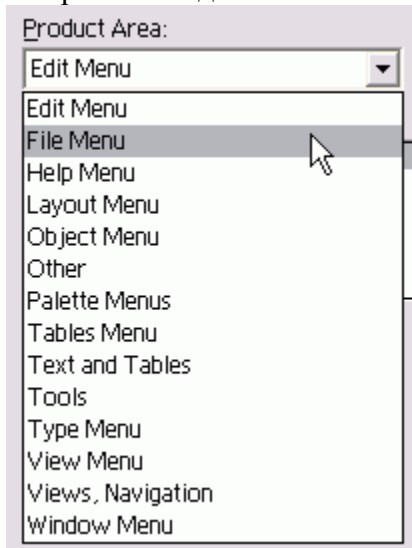 Product Area:
Edit Menu
Edit Menu
File Menu
Help Menu
Layout Menu
Object Menu
Other
Palette Menus
Tables Menu
Text and Tables
Tools
Type Menu
View Menu
Views, Navigation
Window Menu